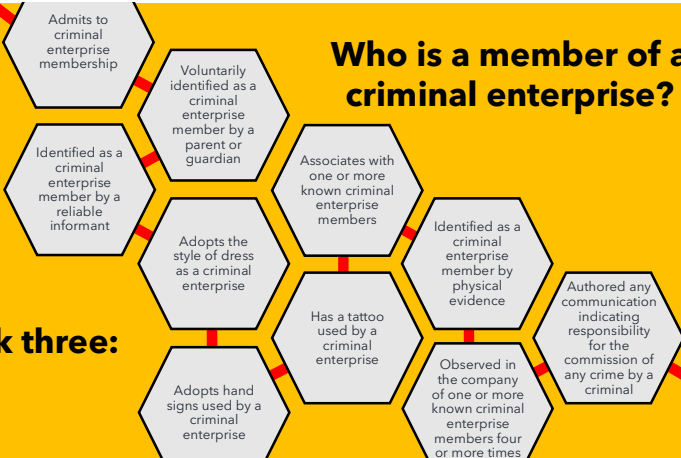 Who is a member of a
criminal enterprise?
Admits to
criminal
enterprise
membership
Voluntarily
identified as a
criminal
enterprise
member by a
parent or
guardian
Identified as a
criminal
enterprise
member by a
reliable
informant
Associates with
one or more
known criminal
enterprise
members
Adopts the
style of dress
as a criminal
enterprise
Identified as a
criminal
enterprise
member by
physical
evidence
Has a tattoo
used by a
criminal
enterprise
Authored any
communication
indicating
responsibility
for the
commission of
any crime by a
criminal
k three:
Adopts hand
signs used by a
criminal
enterprise
Observed in
the company
of one or more
known criminal
enterprise
members four
or more times